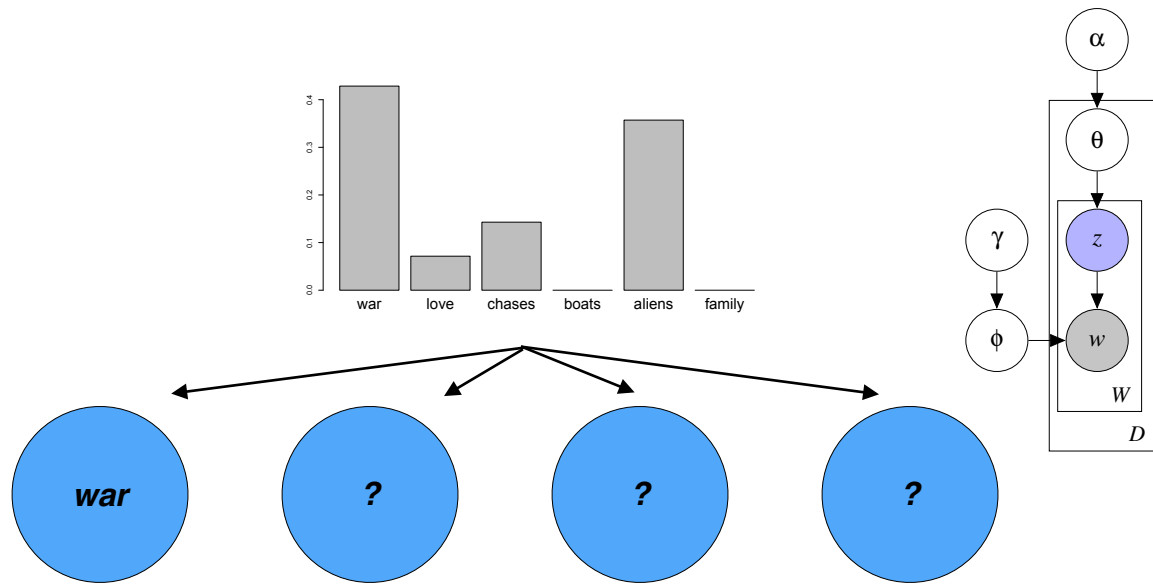 α
0.4
0.3
0.2
0.1
0.0
war love chases boats aliens family
θ
γ
z
ϕ
w
W
D
war ? ? ?